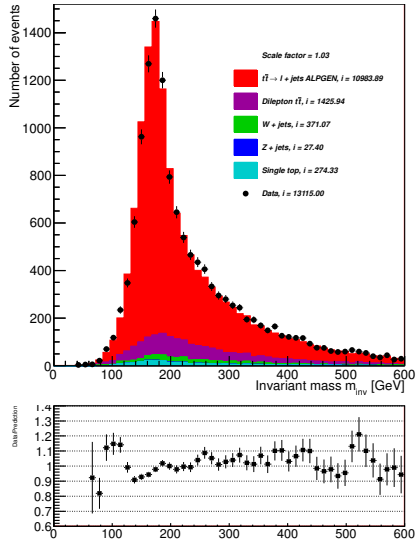 Number of events
1400
1200
1000
800
600
400
200
0
Scale factor = 1.03
tt̄ → l + jets ALPGEN, i = 10983.89
Dilepton tt̄, i = 1425.94
W + jets, i = 371.07
Z + jets, i = 27.40
Single top, i = 274.33
Data, i = 13115.00
0 100 200 300 400 500 600
Invariant mass m_inv [GeV]
Data/Prediction
1.4
1.3
1.2
1.1
1
0.9
0.8
0.7
0.6
0 100 200 300 400 500 600